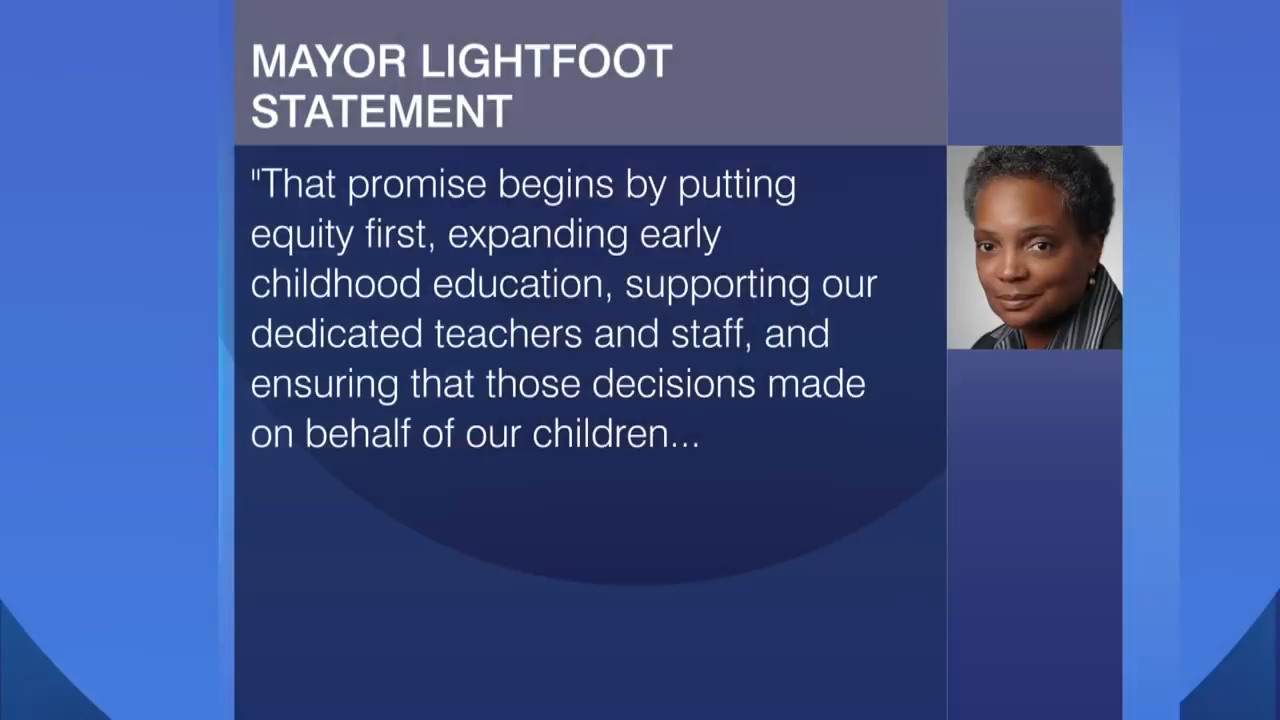 MAYOR LIGHTFOOT
STATEMENT
"That promise begins by putting
equity first, expanding early
childhood education, supporting our
dedicated teachers and staff, and
ensuring that those decisions made
on behalf of our children...